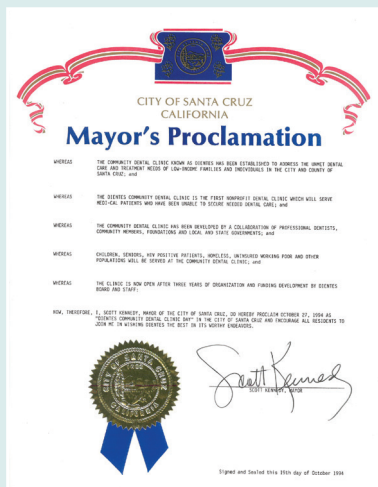 CITY OF SANTA CRUZ
CALIFORNIA
Mayor's Proclamation
WHEREAS THE COMMUNITY DENTAL CLINIC KNOWN AS DIENTES HAS BEEN ESTABLISHED TO ADDRESS THE UNMET DENTAL
CARE AND TREATMENT NEEDS OF LOW-INCOME FAMILIES AND INDIVIDUALS IN THE CITY AND COUNTY OF
SANTA CRUZ; and
WHEREAS THE DIENTES COMMUNITY DENTAL CLINIC IS THE FIRST NONPROFIT DENTAL CLINIC WHICH WILL SERVE
MEDI-CAL PATIENTS WHO HAVE BEEN UNABLE TO SECURE NEEDED DENTAL CARE; and
WHEREAS THE COMMUNITY DENTAL CLINIC HAS BEEN DEVELOPED BY A COLLABORATION OF PROFESSIONAL DENTISTS,
COMMUNITY MEMBERS, FOUNDATIONS AND LOCAL AND STATE GOVERNMENTS; and
WHEREAS CHILDREN, SENIORS, HIV POSITIVE PATIENTS, HOMELESS, UNINSURED WORKING POOR AND OTHER
POPULATIONS WILL BE SERVED AT THE COMMUNITY DENTAL CLINIC; and
WHEREAS THE CLINIC IS NOW OPEN AFTER THREE YEARS OF ORGANIZATION AND FUNDING DEVELOPMENT BY DIENTES
BOARD AND STAFF:
NOW, THEREFORE, I, SCOTT KENNEDY, MAYOR OF THE CITY OF SANTA CRUZ, DO HEREBY PROCLAIM OCTOBER 27, 1994 AS
"DIENTES COMMUNITY DENTAL CLINIC DAY" IN THE CITY OF SANTA CRUZ AND ENCOURAGE ALL RESIDENTS TO
JOIN ME IN WISHING DIENTES THE BEST IN ITS WORTHY ENDEAVORS.
CITY OF SANTA CRUZ
CALIFORNIA
Scott Kennedy
SCOTT KENNEDY, MAYOR
Signed and Sealed this 19th day of October 1994